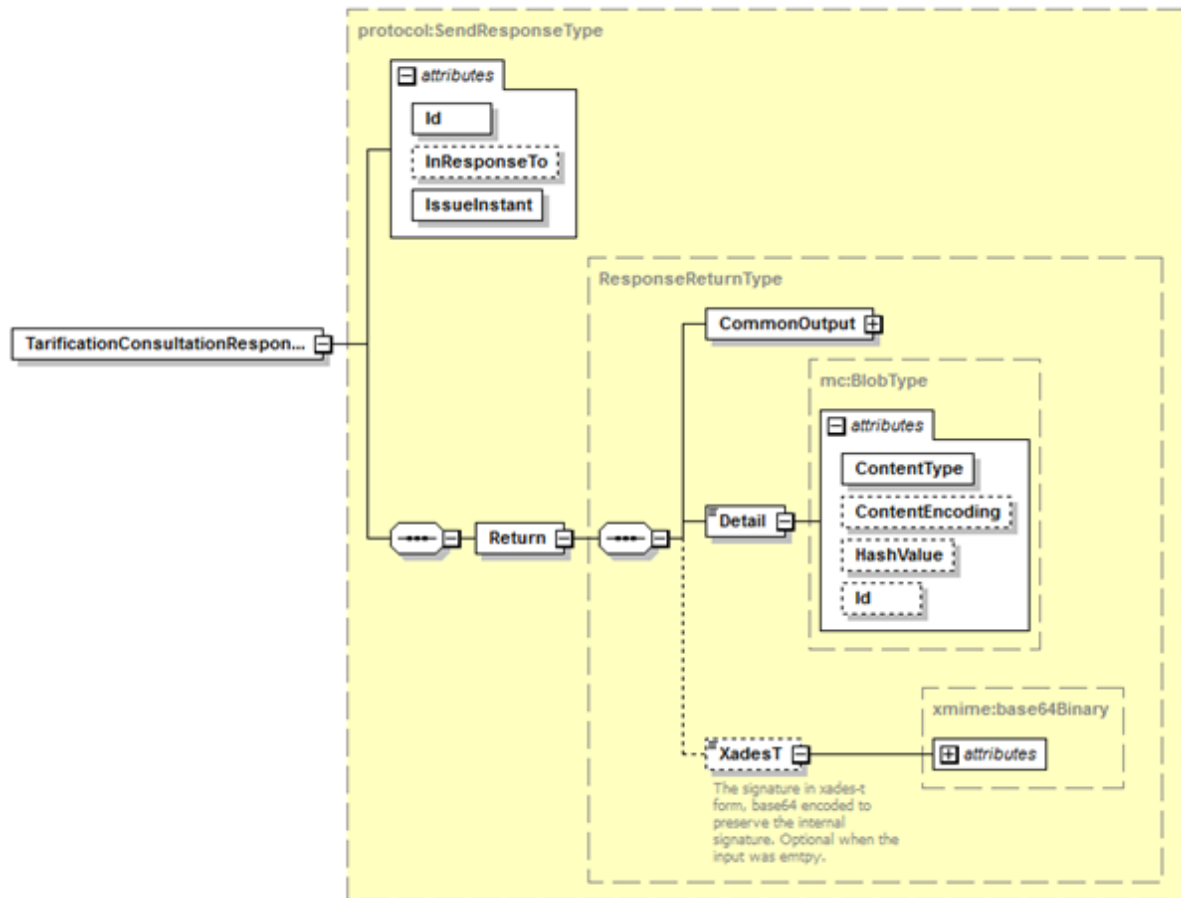 protocol:SendResponseType
attributes
Id
InResponseTo
IssueInstant
ResponseReturnType
CommonOutput
TarificationConsultationRespon...
mc:BlobType
attributes
ContentType
ContentEncoding
HashValue
Id
Detail
Return
xmime:base64Binary
XadesT
attributes
The signature in xades-t
form, base64 encoded to
preserve the internal
signature. Optional when the
input was emtpy.